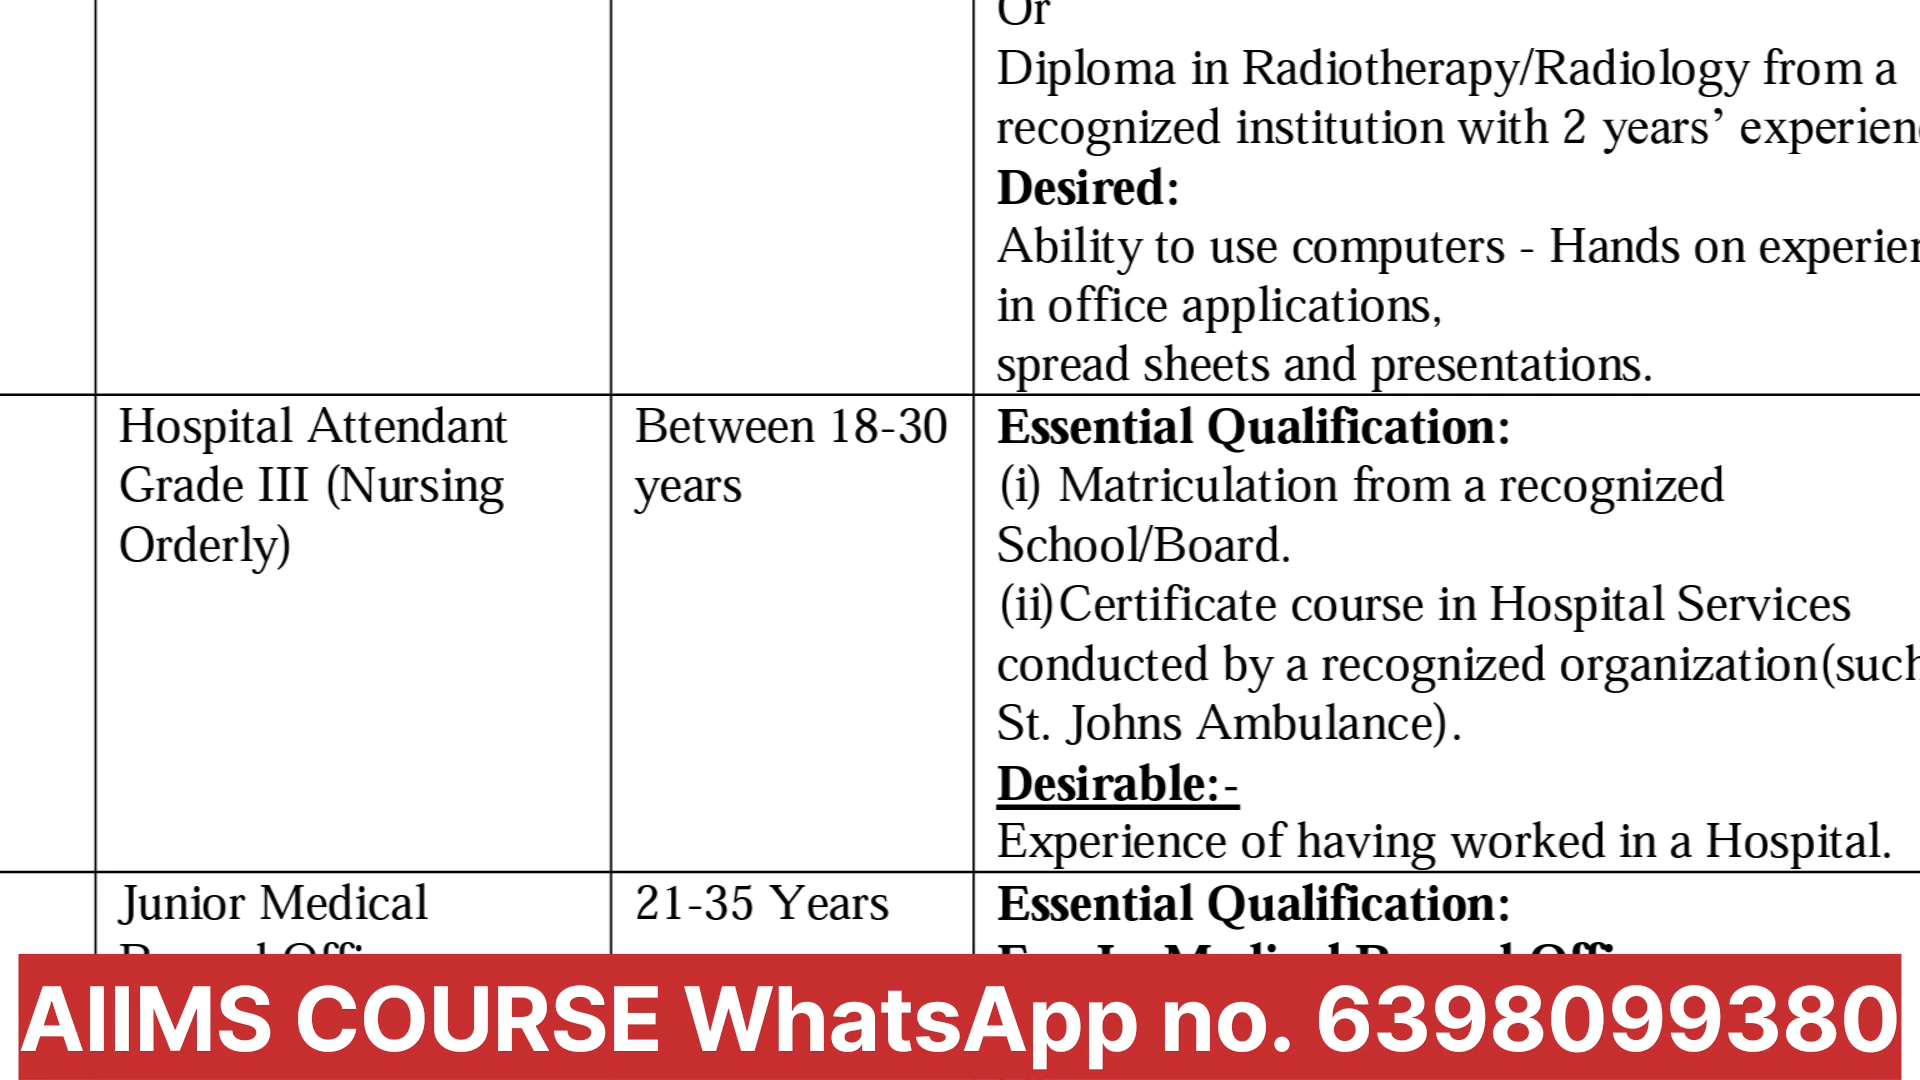 Or
Diploma in Radiotherapy/Radiology from a
recognized institution with 2 years’
Desired:
Ability to use computers - Hands on
in office applications,
spread sheets and presentations.
Hospital Attendant
Grade III (Nursing
Orderly)
Between 18-30
years
Essential Qualification:
(i) Matriculation from a recognized
School/Board.
(ii)Certificate course in Hospital Services
conducted by a recognized organization(such
St. Johns Ambulance).
Desirable:-
Experience of having worked in a Hospital.
Junior Medical
21-35 Years
Essential Qualification:
AIIMS COURSE WhatsApp no. 6398099380